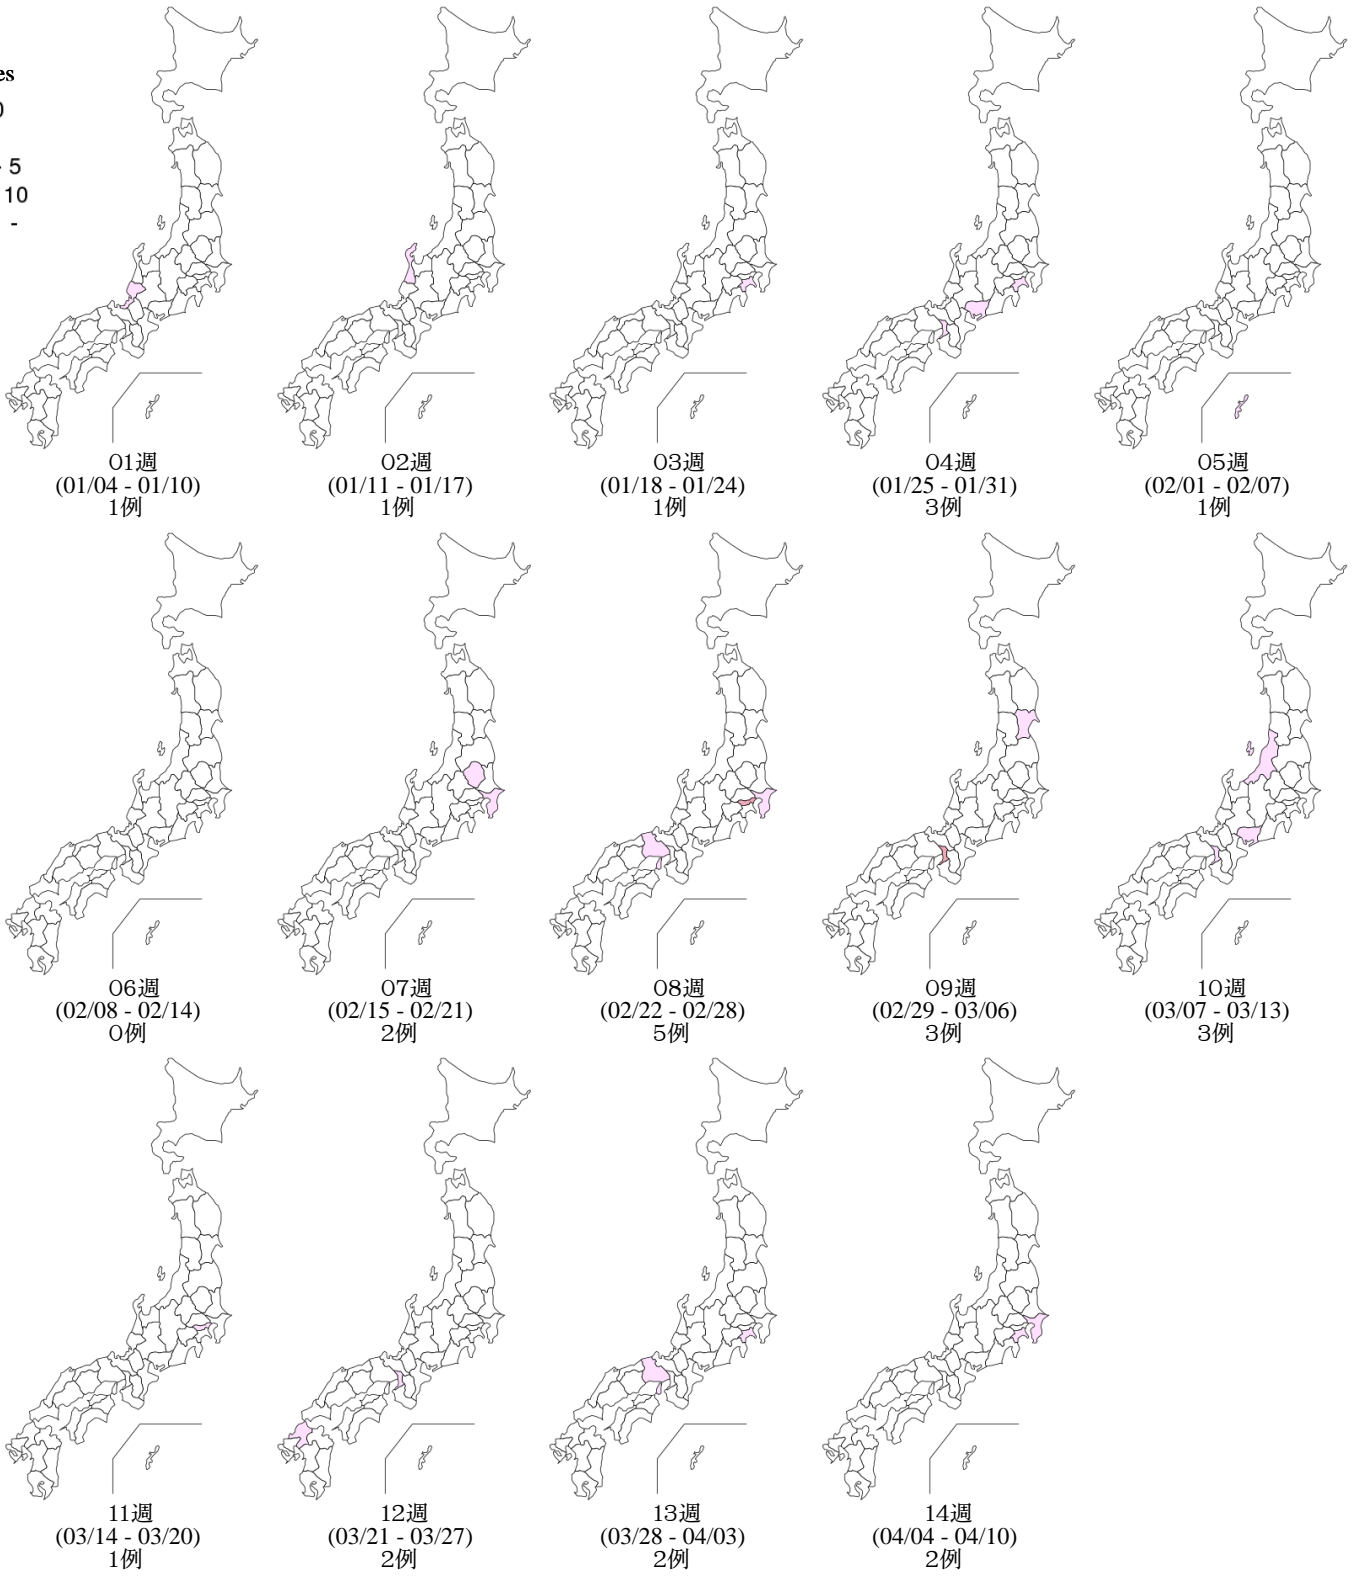 es
0
5
10
-
01週
(01/04 - 01/10)
1例
02週
(01/11 - 01/17)
1例
03週
(01/18 - 01/24)
1例
04週
(01/25 - 01/31)
3例
05週
(02/01 - 02/07)
1例
06週
(02/08 - 02/14)
0例
07週
(02/15 - 02/21)
2例
08週
(02/22 - 02/28)
5例
09週
(02/29 - 03/06)
3例
10週
(03/07 - 03/13)
3例
11週
(03/14 - 03/20)
1例
12週
(03/21 - 03/27)
2例
13週
(03/28 - 04/03)
2例
14週
(04/04 - 04/10)
2例